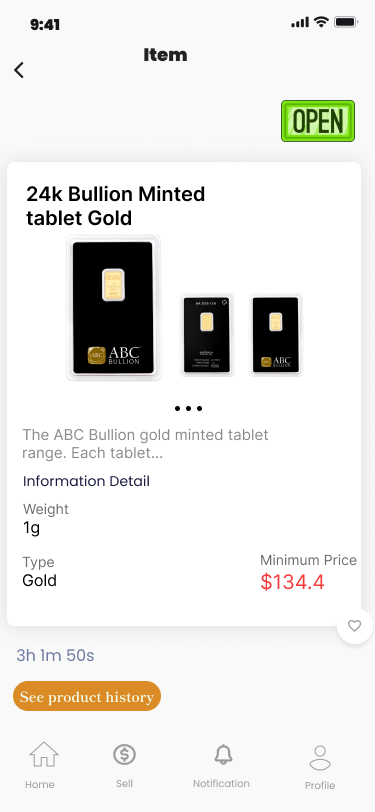 9:41
Item
OPEN
24k Bullion Minted
tablet Gold
ABC
ABC
BULLION
ABC
BULLION
The ABC Bullion gold minted tablet
range. Each tablet...
Information Detail
Weight
1g
Type
Gold
Minimum Price
$134.4
3h 1m 50s
See product history
Home
Sell
Notification
Profile